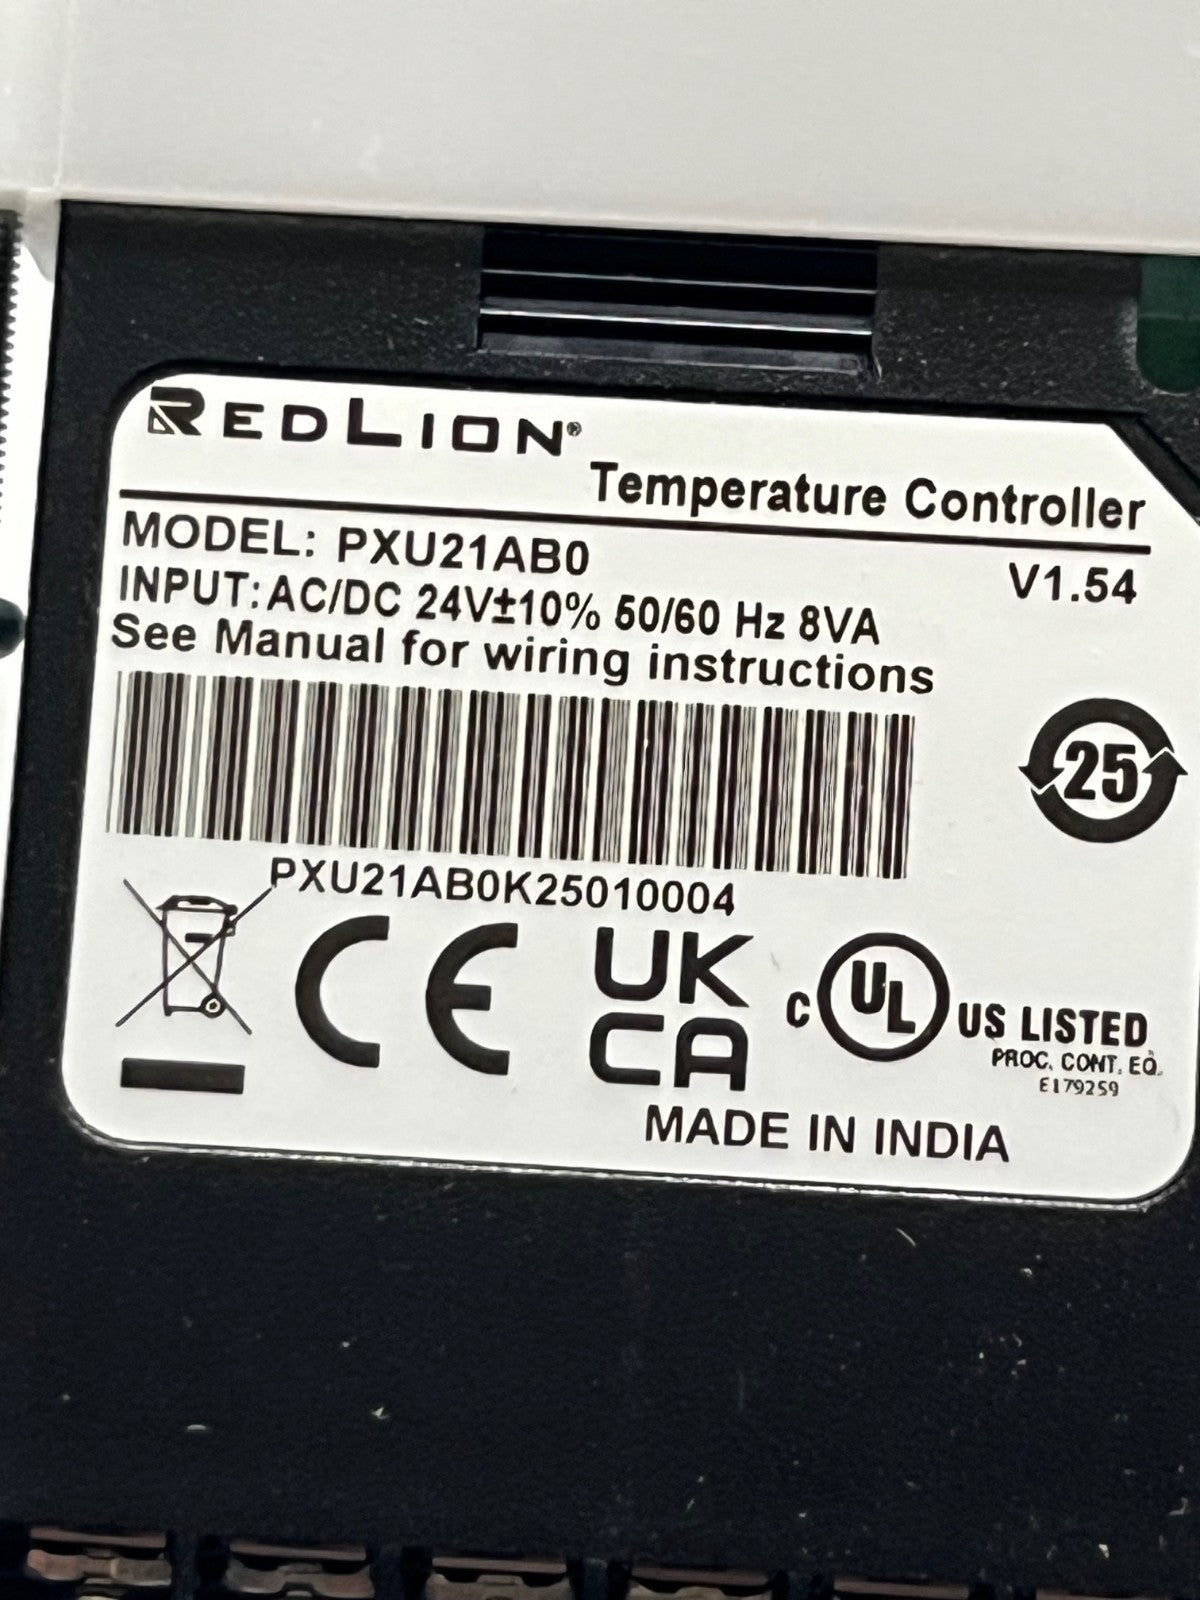 REDLION®
Temperature Controller
MODEL: PXU21AB0
V1.54
INPUT: AC/DC 24V±10% 50/60 Hz 8VA
See Manual for wiring instructions
25
PXU21AB0K25010004
CE
UK
CA
C UL US LISTED
PROC. CONT. EQ.
E179259
MADE IN INDIA